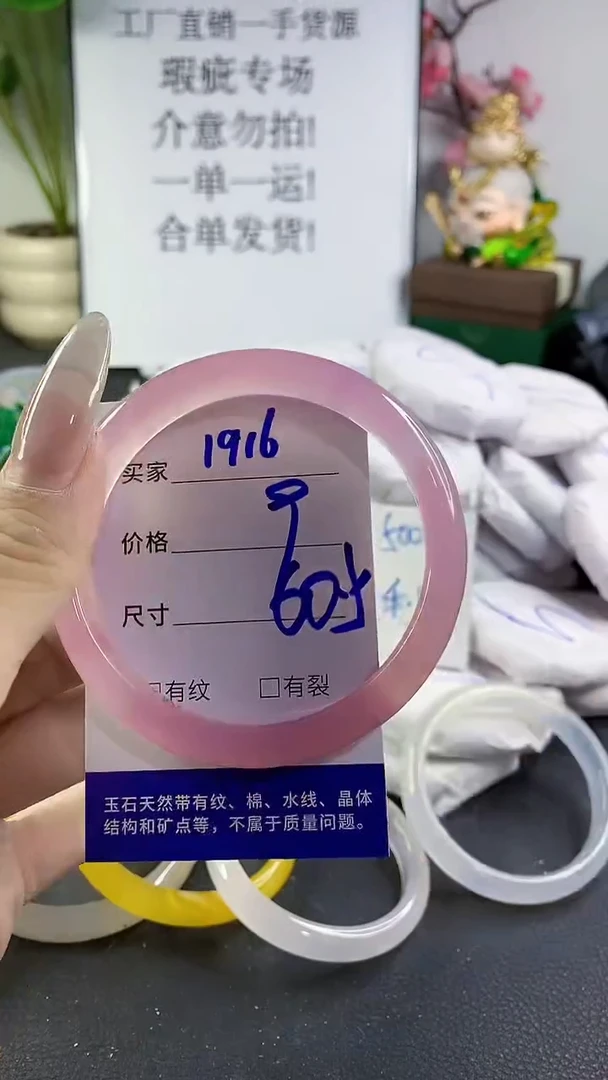 工厂直销一手货源
瑕疵专场
介意勿拍!
一单一运!
合单发货!
买家 1916
价格
尺寸 60
有纹 □有裂
500
玉石天然带有纹、棉、水线、晶体
结构和矿点等，不属于质量问题。